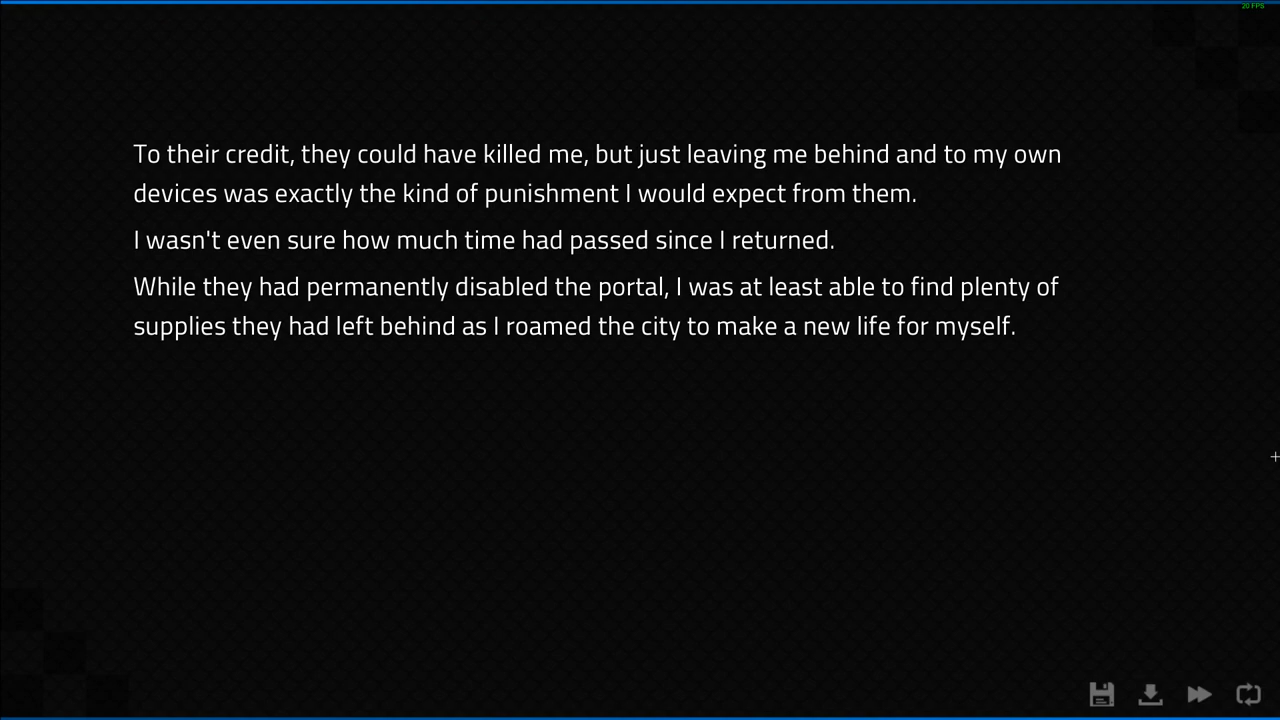 20 FPS
To their credit, they could have killed me, but just leaving me behind and to my own
devices was exactly the kind of punishment I would expect from them.
I wasn't even sure how much time had passed since I returned.
While they had permanently disabled the portal, I was at least able to find plenty of
supplies they had left behind as I roamed the city to make a new life for myself.